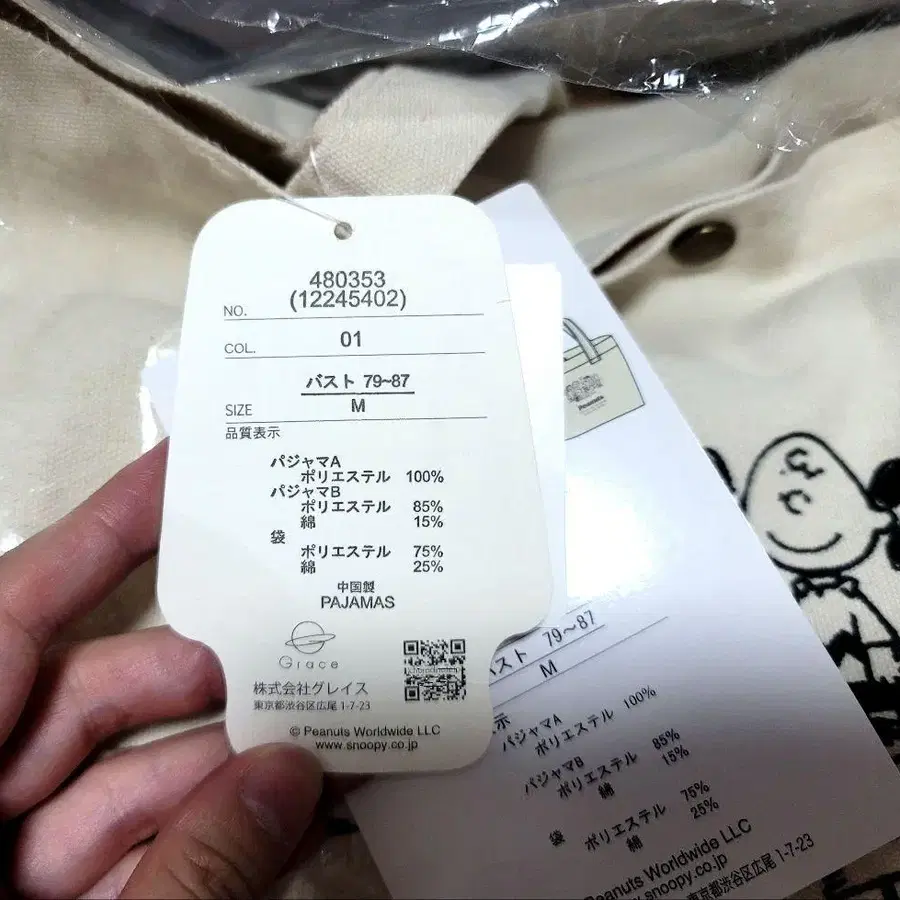 480353
NO. (12245402)
COL. 01
バスト 79~87
SIZE M
品質表示
パジャマA
ポリエステル 100%
パジャマB
ポリエステル 85%
綿 15%
袋
ポリエステル 75%
綿 25%
中国製
PAJAMAS
Grace
株式会社グレイス
東京都渋谷区広尾 1-7-23
© Peanuts Worldwide LLC
www.snoopy.co.jp
Peanuts
バスト 79~87
M
示
パジャマA
ポリエステル 100%
パジャマB
ポリエステル 85%
綿 15%
袋
ポリエステル 75%
綿 25%
Peanuts Worldwide LLC
www.snoopy.co.jp
東京都渋谷区広尾 1-7-23